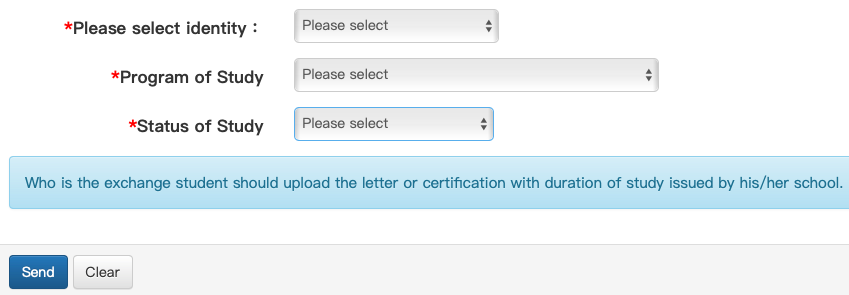 *Please select identity： Please select
*Program of Study Please select
*Status of Study Please select
Who is the exchange student should upload the letter or certification with duration of study issued by his/her school.
Send Clear